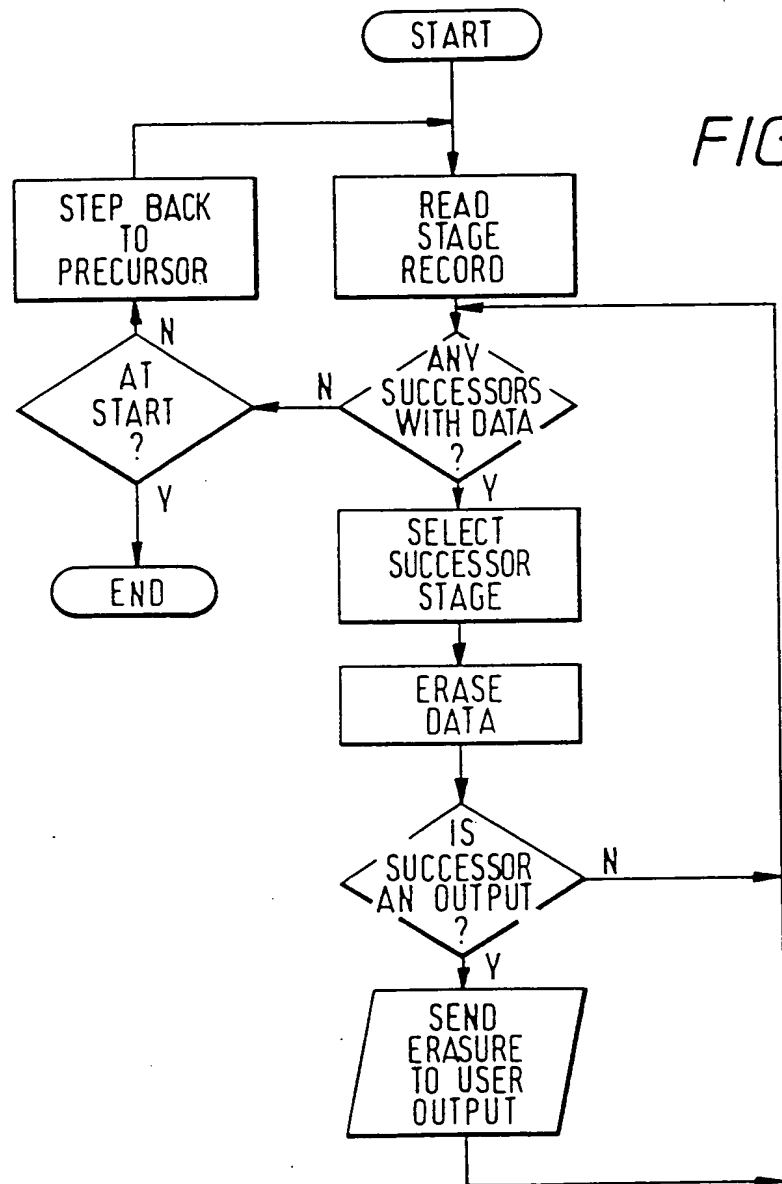 START
FIG
STEP BACK
TO
PRECURSOR
READ
STAGE
RECORD
N
AT
START
?
N
ANY
SUCCESSORS
WITH DATA
?
Y
Y
SELECT
SUCCESSOR
STAGE
END
ERASE
DATA
IS
SUCCESSOR
AN OUTPUT
?
N
Y
SEND
ERASURE
TO USER
OUTPUT